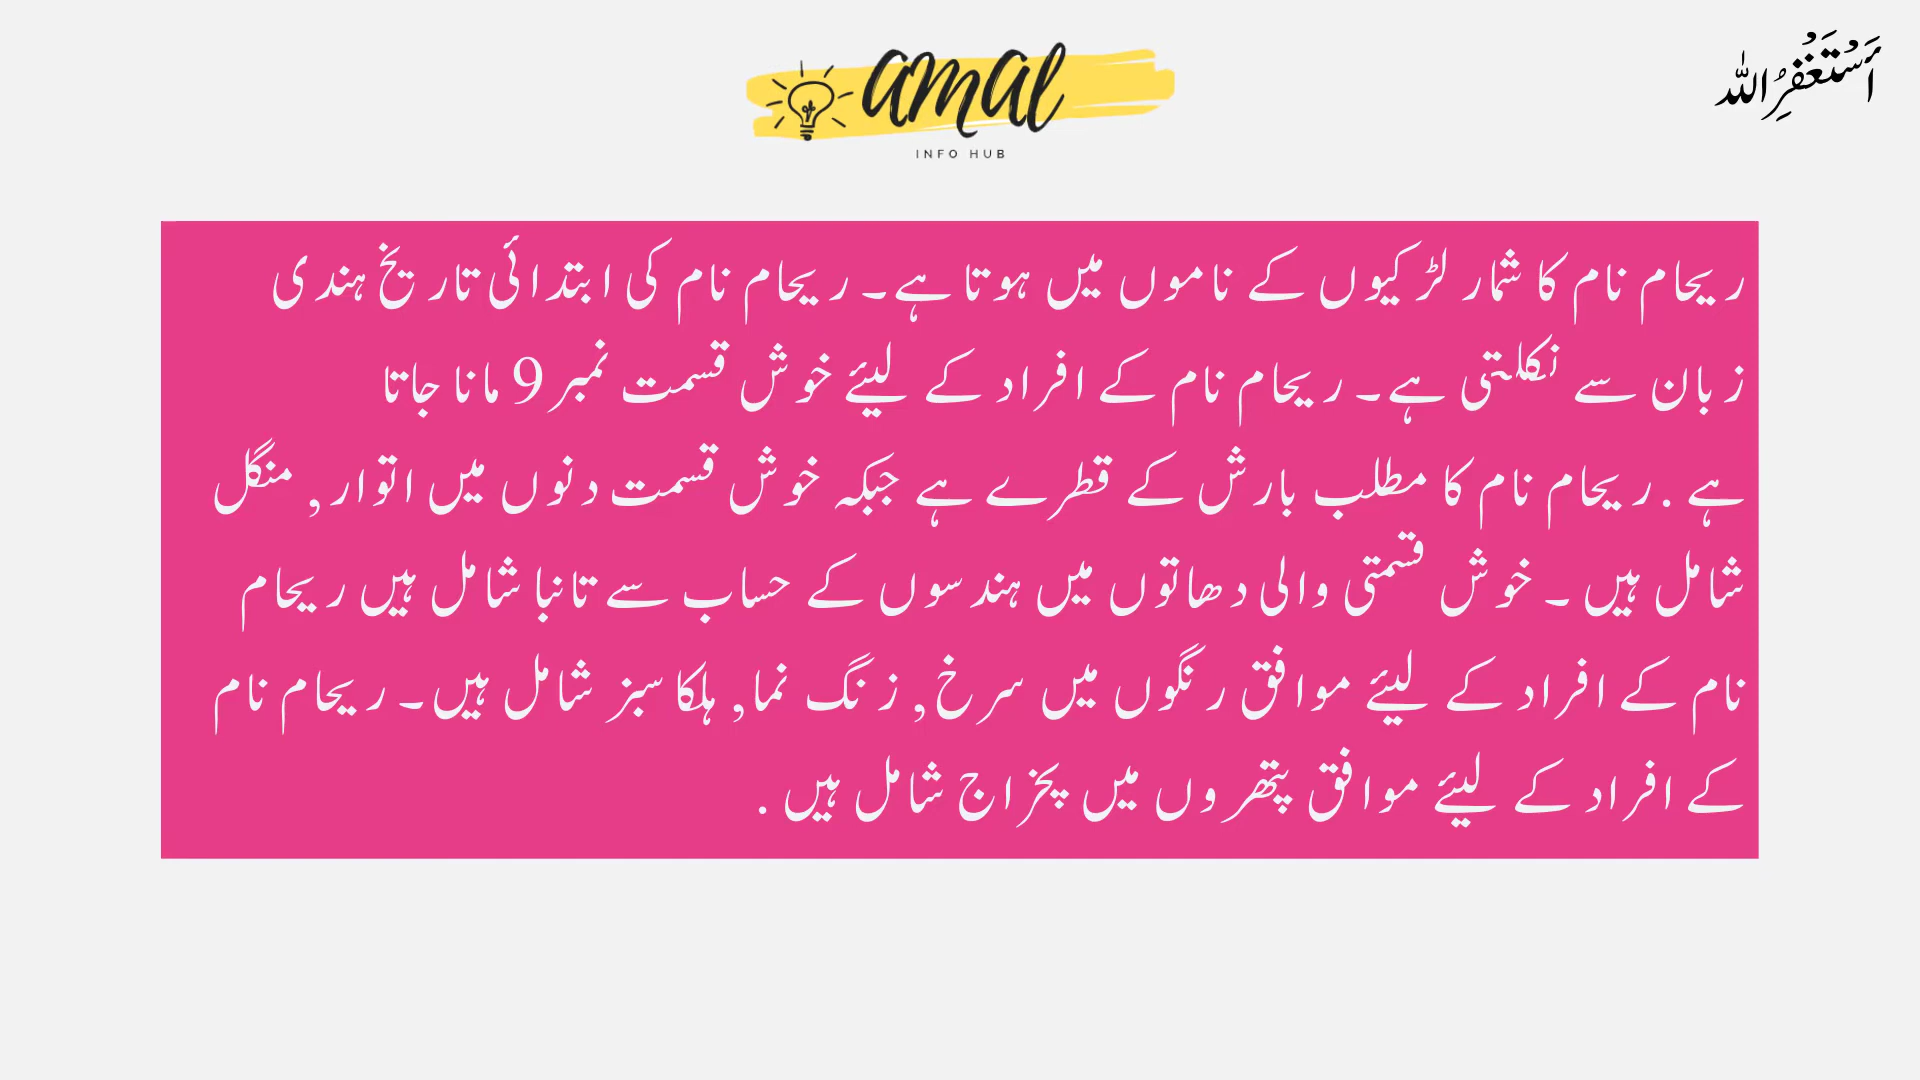 amal
INFO HUB
أَسْتَغْفِرُ اللّٰه
ریحام نام کا شمار لڑکیوں کے ناموں میں ہوتا ہے۔ ریحام نام کی ابتدائی تاریخ ہندی
زبان سے نکلتی ہے۔ ریحام نام کے افراد کے لیئے خوش قسمت نمبر 9 مانا جاتا
ہے .ریحام نام کا مطلب بارش کے قطرے ہے جبکہ خوش قسمت دنوں میں اتوار, منگل
شامل ہیں۔ خوش قسمتی والی دھاتوں میں ہندسوں کے حساب سے تانبا شامل ہیں ریحام
نام کے افراد کے لیئے موافق رنگوں میں سرخ, زنگ نما, ہلکا سبز شامل ہیں۔ ریحام نام
کے افراد کے لیئے موافق پتھروں میں پخراج شامل ہیں .